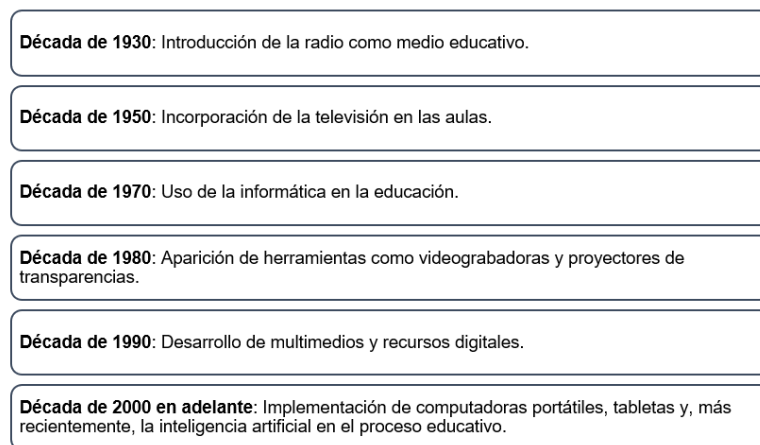 Década de 1930: Introducción de la radio como medio educativo.
Década de 1950: Incorporación de la televisión en las aulas.
Década de 1970: Uso de la informática en la educación.
Década de 1980: Aparición de herramientas como videograbadoras y proyectores de
transparencias.
Década de 1990: Desarrollo de multimedios y recursos digitales.
Década de 2000 en adelante: Implementación de computadoras portátiles, tabletas y, más
recientemente, la inteligencia artificial en el proceso educativo.